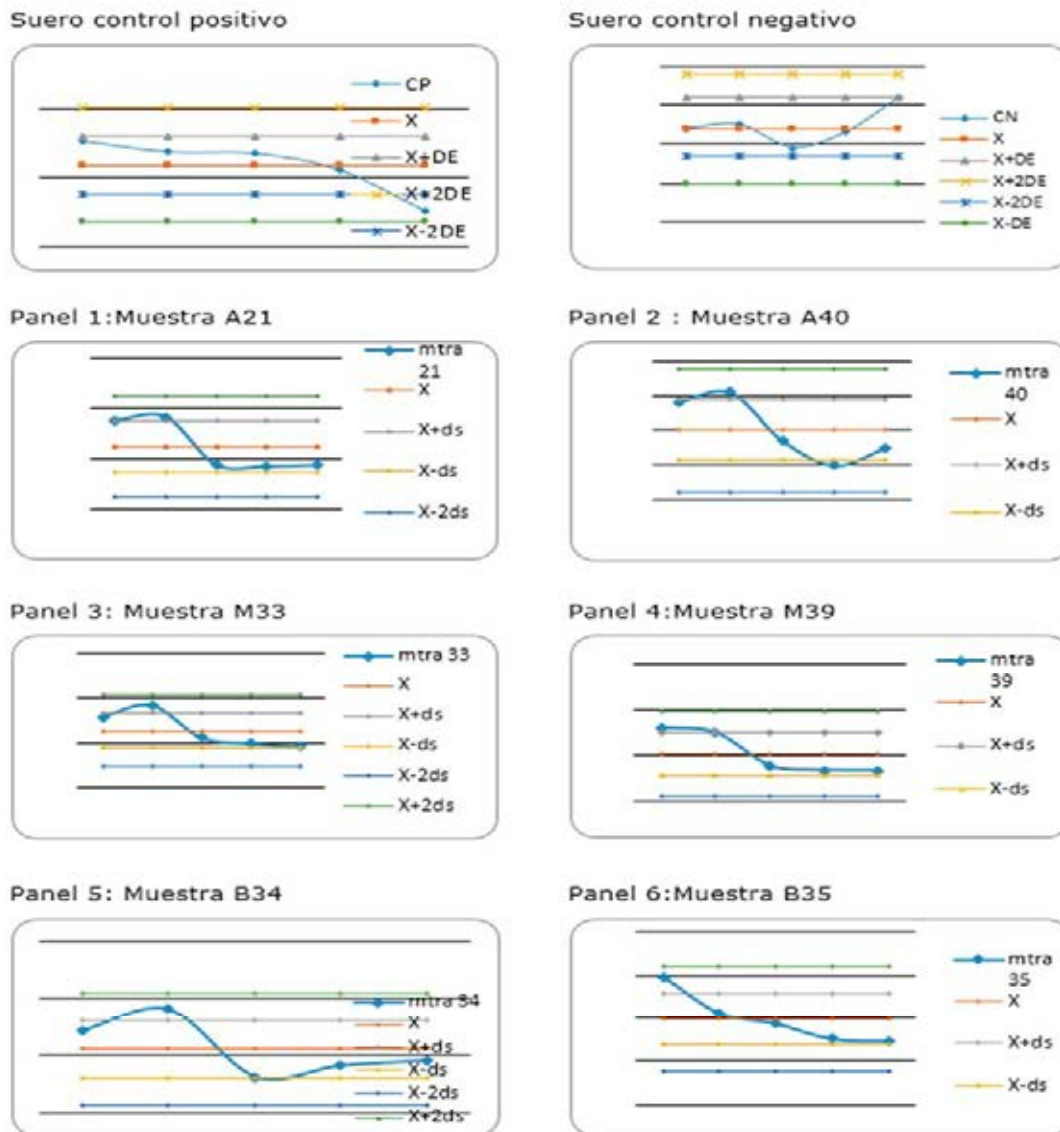 Suero control positivo
CP
X
X+DE
X+2DE
X-2DE
Suero control negativo
CN
X
X+DE
X+2DE
X-2DE
X-DE
Panel 1:Muestra A21
mtra
21
X
X+ds
X-ds
X-2ds
Panel 2 : Muestra A40
mtra
40
X
X+ds
X-ds
Panel 3: Muestra M33
mtra 33
X
X+ds
X-ds
X-2ds
X+2ds
Panel 4:Muestra M39
mtra
39
X
X+ds
X-ds
Panel 5: Muestra B34
mtra 34
X
X+ds
X-ds
X-2ds
X+2ds
Panel 6:Muestra B35
mtra
35
X
X+ds
X-ds